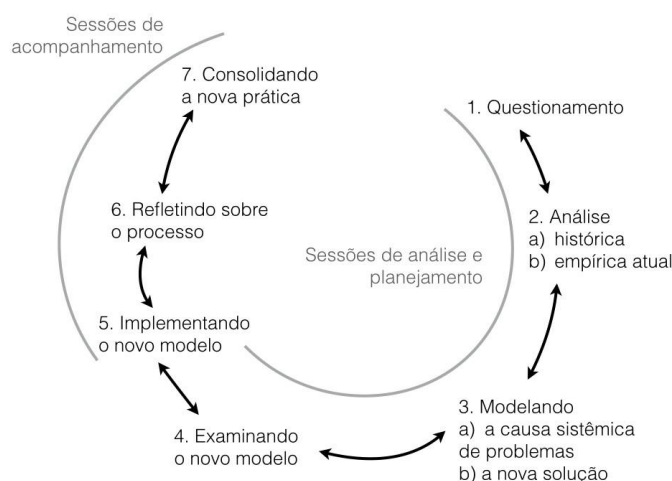 Sessões de
acompanhamento
7. Consolidando
a nova prática
1. Questionamento
6. Refletindo sobre
o processo
2. Análise
a) histórica
b) empírica atual
Sessões de análise e
planejamento
5. Implementando
o novo modelo
3. Modelando
a) a causa sistêmica
de problemas
b) a nova solução
4. Examinando
o novo modelo